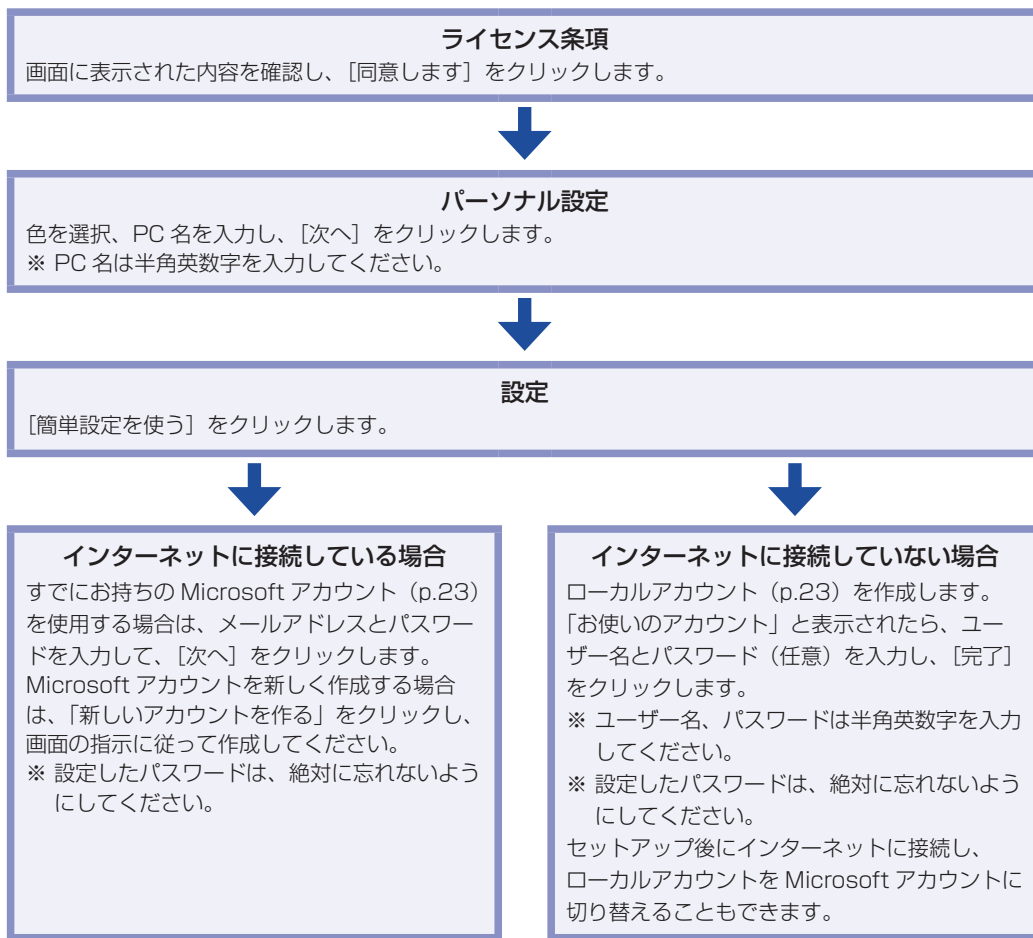 ライセンス条項
画面に表示された内容を確認し、［同意します］をクリックします。
パーソナル設定
色を選択、PC 名を入力し、［次へ］をクリックします。
※ PC 名は半角英数字を入力してください。
設定
［簡単設定を使う］をクリックします。
インターネットに接続している場合
すでにお持ちの Microsoft アカウント（p.23）
を使用する場合は、メールアドレスとパスワー
ドを入力して、［次へ］をクリックします。
Microsoft アカウントを新しく作成する場合
は、「新しいアカウントを作る」をクリックし、
画面の指示に従って作成してください。
※ 設定したパスワードは、絶対に忘れないよう
にしてください。
インターネットに接続していない場合
ローカルアカウント（p.23）を作成します。
「お使いのアカウント」と表示されたら、ユー
ザー名とパスワード（任意）を入力し、［完了］
をクリックします。
※ ユーザー名、パスワードは半角英数字を入力
してください。
※ 設定したパスワードは、絶対に忘れないよう
にしてください。
セットアップ後にインターネットに接続し、
ローカルアカウントを Microsoft アカウントに
切り替えることもできます。